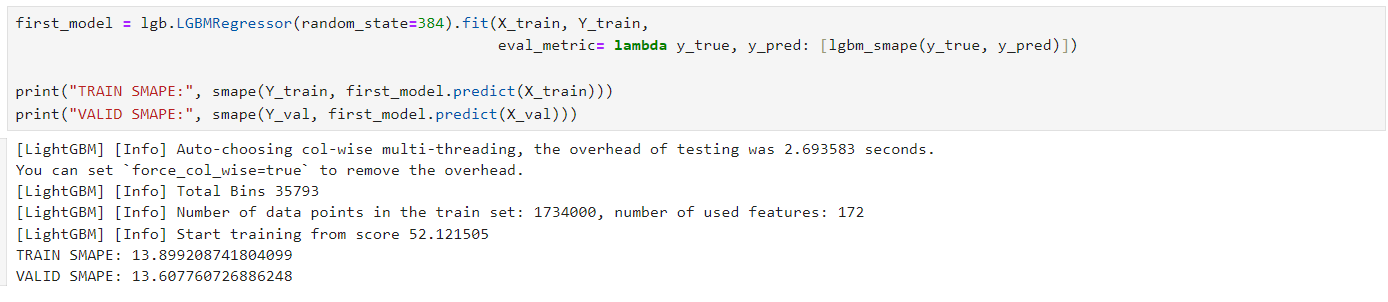 first_model = lgb.LGBMRegressor(random_state=384).fit(X_train, Y_train,
eval_metric= lambda y_true, y_pred: [lgbm_smape(y_true, y_pred)])
print("TRAIN SMAPE:", smape(Y_train, first_model.predict(X_train)))
print("VALID SMAPE:", smape(Y_val, first_model.predict(X_val)))
[LightGBM] [Info] Auto-choosing col-wise multi-threading, the overhead of testing was 2.693583 seconds.
You can set `force_col_wise=true` to remove the overhead.
[LightGBM] [Info] Total Bins 35793
[LightGBM] [Info] Number of data points in the train set: 1734000, number of used features: 172
[LightGBM] [Info] Start training from score 52.121505
TRAIN SMAPE: 13.899208741804099
VALID SMAPE: 13.607760726886248